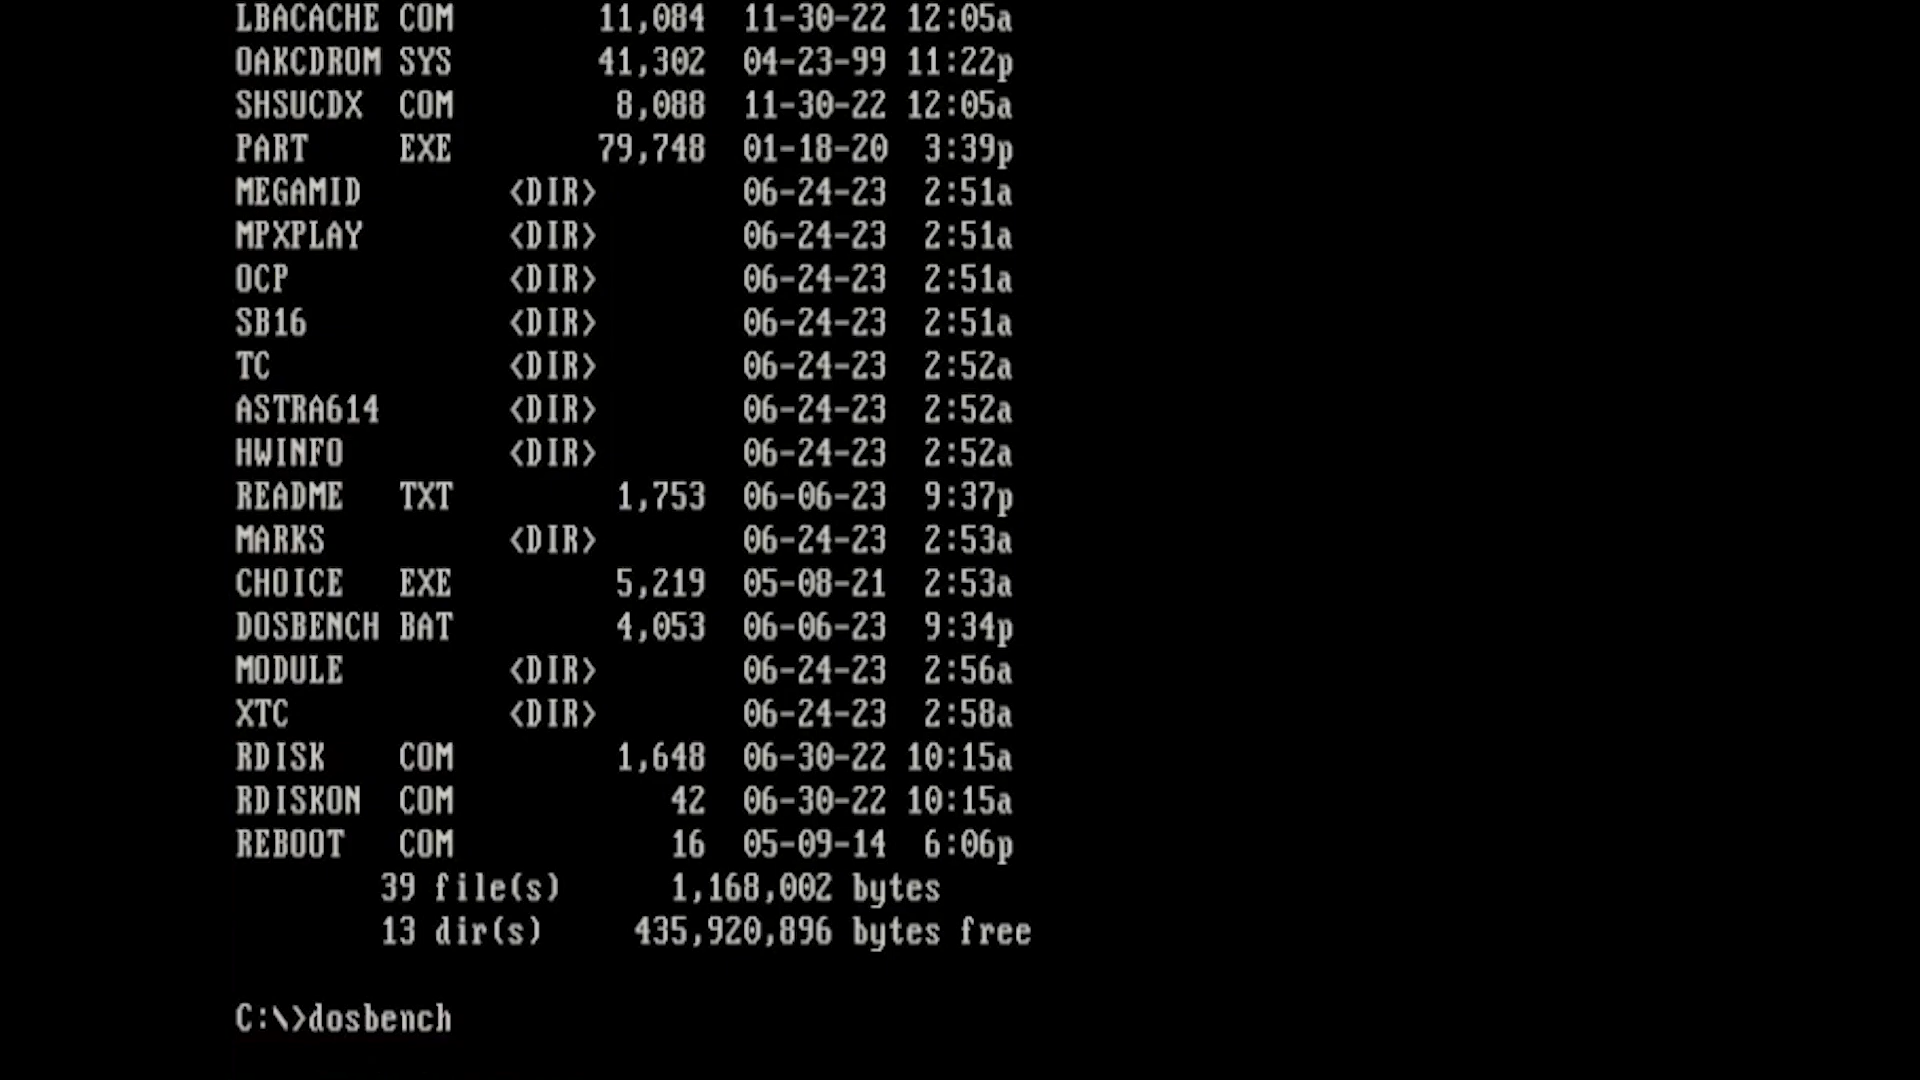 LBACACHE COM 11,084 11-30-22 12:05a
OAKCDROM SYS 41,302 04-23-99 11:22p
SHSUCDX COM 8,088 11-30-22 12:05a
PART EXE 79,748 01-18-20 3:39p
MEGAMID <DIR> 06-24-23 2:51a
MPXPLAY <DIR> 06-24-23 2:51a
OCP <DIR> 06-24-23 2:51a
SB16 <DIR> 06-24-23 2:51a
TC <DIR> 06-24-23 2:52a
ASTRA614 <DIR> 06-24-23 2:52a
HWINFO <DIR> 06-24-23 2:52a
README TXT 1,753 06-06-23 9:37p
MARKS <DIR> 06-24-23 2:53a
CHOICE EXE 5,219 05-08-21 2:53a
DOSBENCH BAT 4,053 06-06-23 9:34p
MODULE <DIR> 06-24-23 2:56a
XTC <DIR> 06-24-23 2:58a
RDISK COM 1,648 06-30-22 10:15a
RDISKON COM 42 06-30-22 10:15a
REBOOT COM 16 05-09-14 6:06p
39 file(s) 1,168,002 bytes
13 dir(s) 435,920,896 bytes free
C:\>dosbench